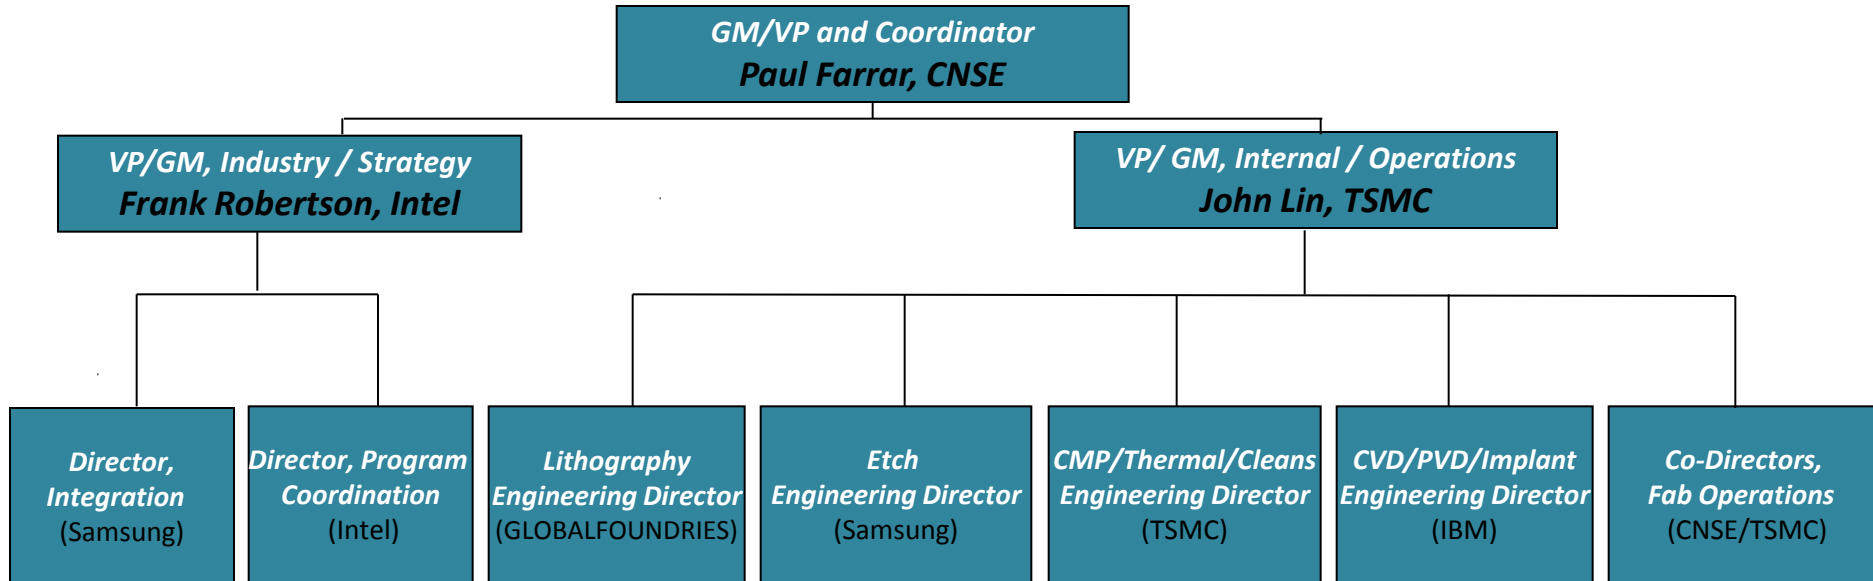 GM/VP and Coordinator
Paul Farrar, CNSE
VP/GM, Industry / Strategy
Frank Robertson, Intel
VP/ GM, Internal / Operations
John Lin, TSMC
Director,
Integration
(Samsung)
Director, Program
Coordination
(Intel)
Lithography
Engineering Director
(GLOBALFOUNDRIES)
Etch
Engineering Director
(Samsung)
CMP/Thermal/Cleans
Engineering Director
(TSMC)
CVD/PVD/Implant
Engineering Director
(IBM)
Co-Directors,
Fab Operations
(CNSE/TSMC)